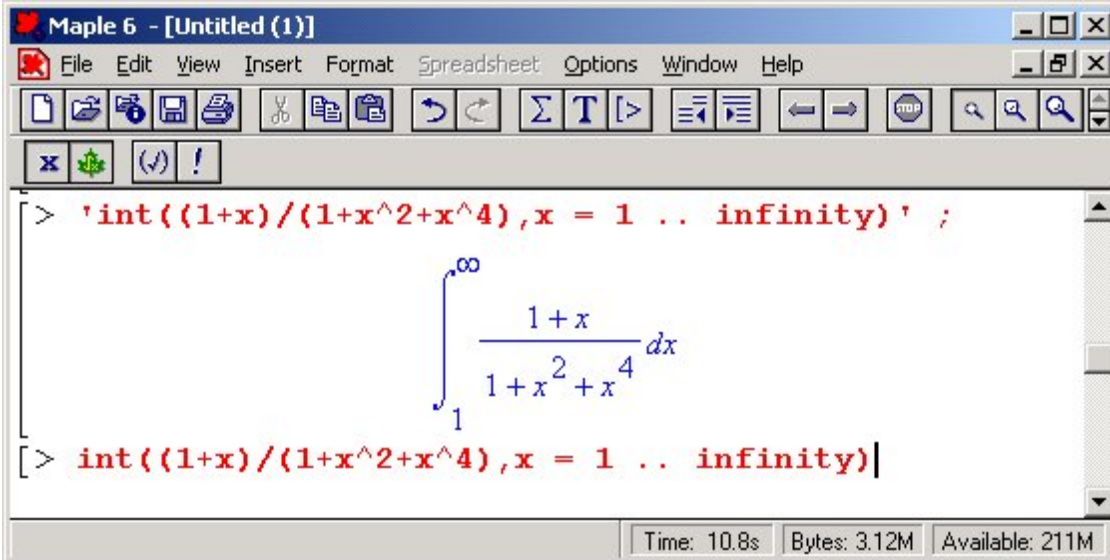 Maple 6 - [Untitled (1)]
File Edit View Insert Format Spreadsheet Options Window Help
Σ T [> STOP
x (√) !
[> 'int((1+x)/(1+x^2+x^4),x = 1 .. infinity)' ;
∞
1 + x
dx
1 + x^2 + x^4
1
[> int((1+x)/(1+x^2+x^4),x = 1 .. infinity)
Time: 10.8s Bytes: 3.12M Available: 211M